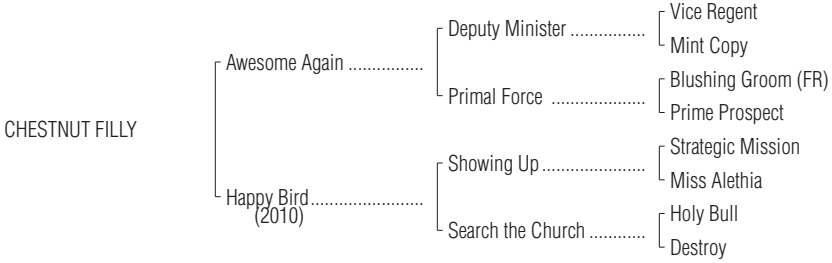 Vice Regent
Deputy Minister ................
Mint Copy
Awesome Again ................
Blushing Groom (FR)
Primal Force ....................
Prime Prospect
CHESTNUT FILLY
Strategic Mission
Showing Up ......................
Miss Alethia
Happy Bird ........................
(2010)
Holy Bull
Search the Church ............
Destroy